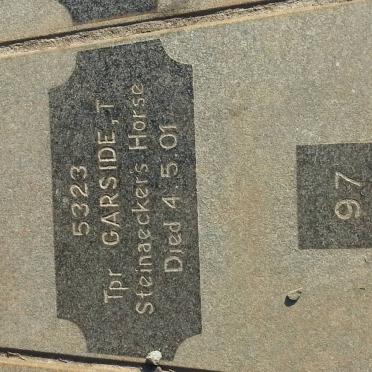 5323
Tpr GARSIDE, T
Steinaecker's Horse
Died 4. 5. 01
97